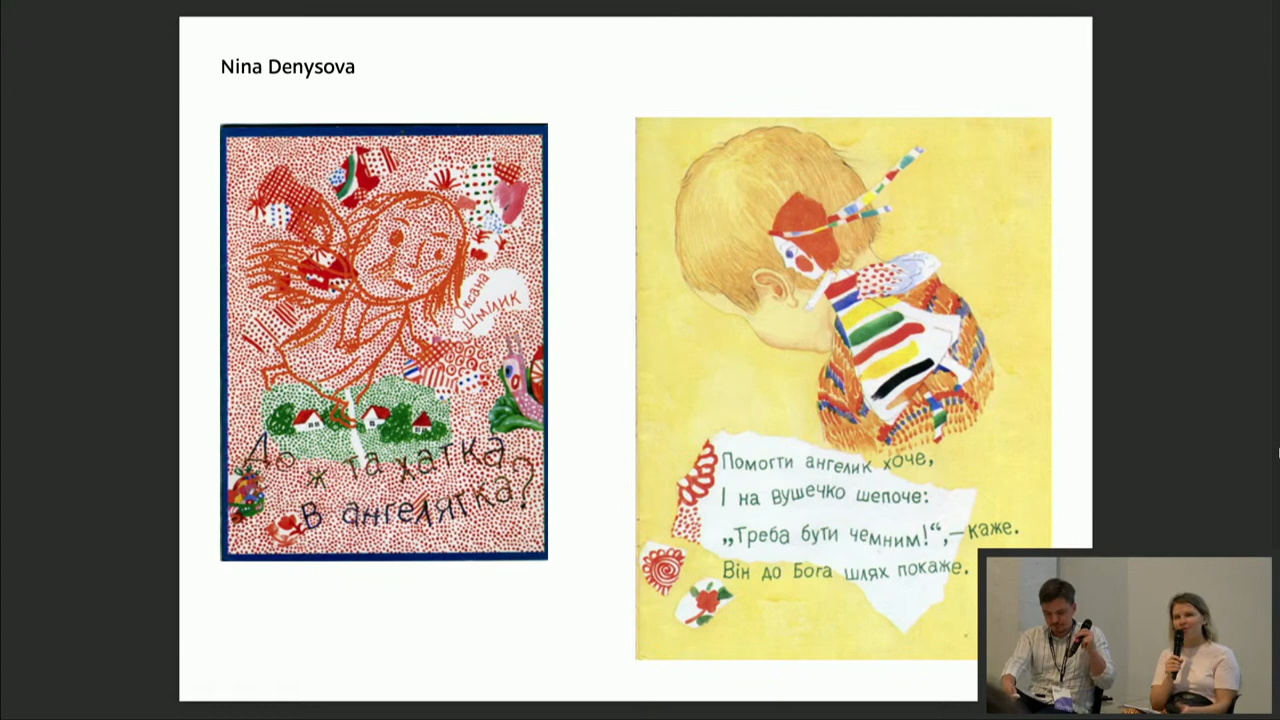 Nina Denysova
Оксана
Шмілик
Де ж та хатка
в ангелятка?
Помогти ангелик хоче,
І на вушечко шепоче:
„Треба бути чемним!“,—каже.
Він до Бога шлях покаже.